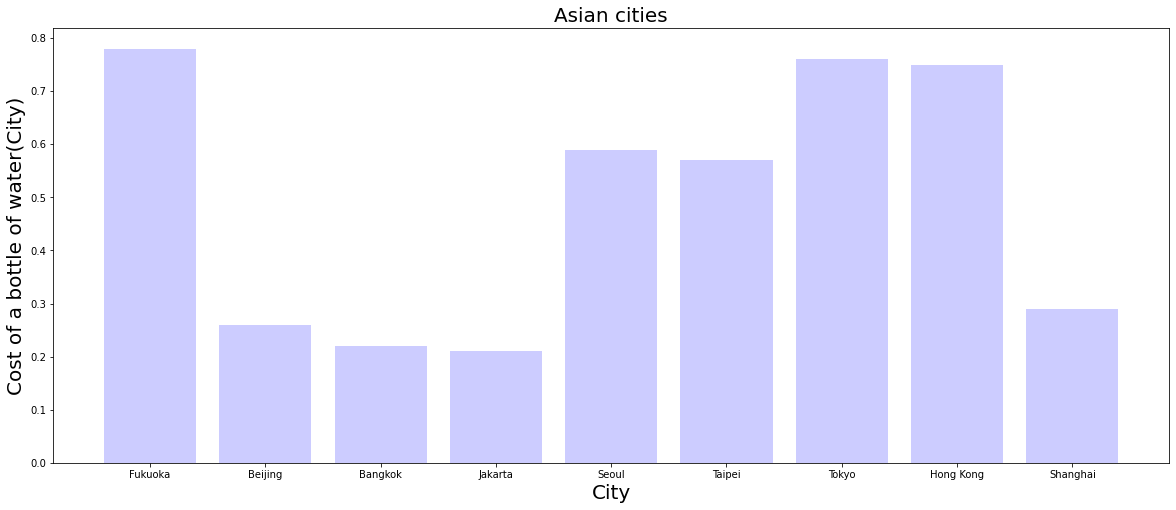 Asian cities
Cost of a bottle of water(City)
0.8
0.7
0.6
0.5
0.4
0.3
0.2
0.1
0.0
Fukuoka Beijing Bangkok Jakarta Seoul Taipei Tokyo Hong Kong Shanghai
City